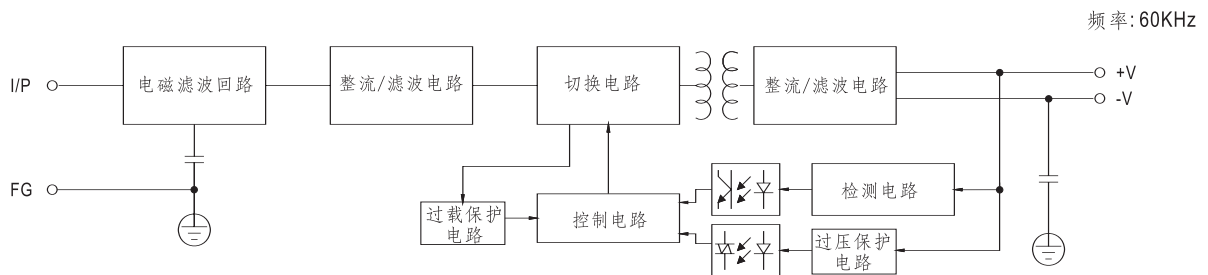 频率: 60KHz
I/P
电磁滤波回路
整流/滤波电路
切换电路
整流/滤波电路
+V
-V
FG
过载保护
电路
控制电路
检测电路
过压保护
电路